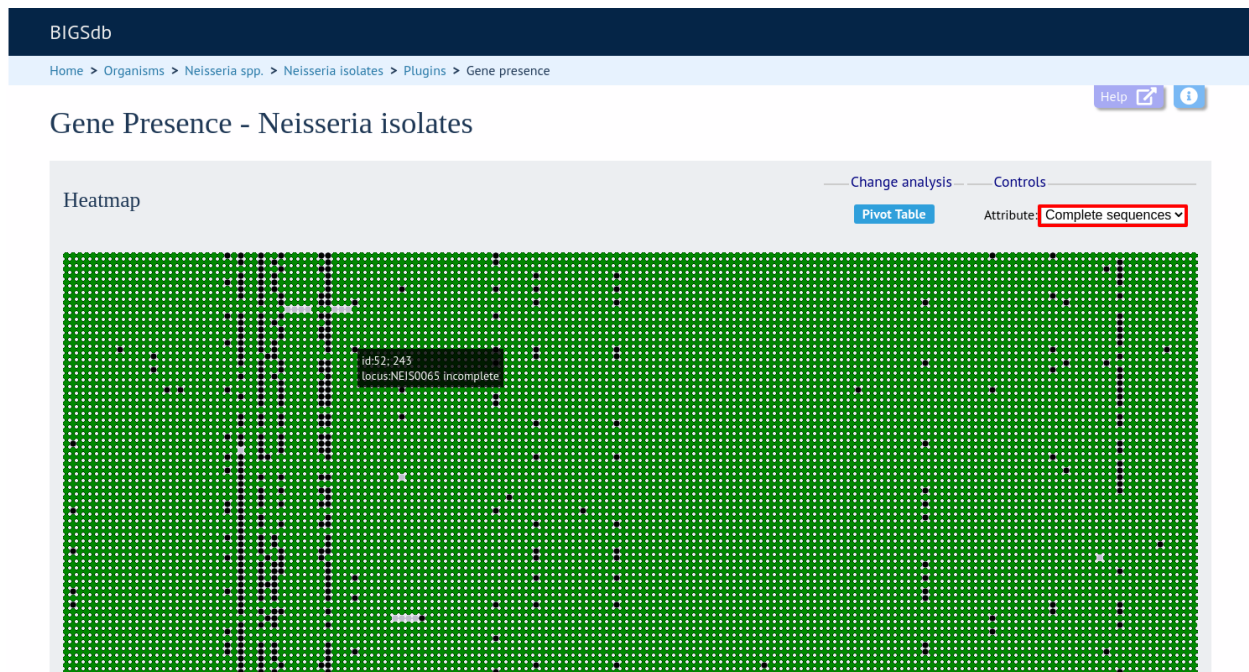 BIGSdb
Home > Organisms > Neisseria spp. > Neisseria isolates > Plugins > Gene presence
Help
Gene Presence - Neisseria isolates
Heatmap
Change analysis
Controls
Pivot Table
Attribute: Complete sequences
id:52; 243
locus:NEIS0065 incomplete